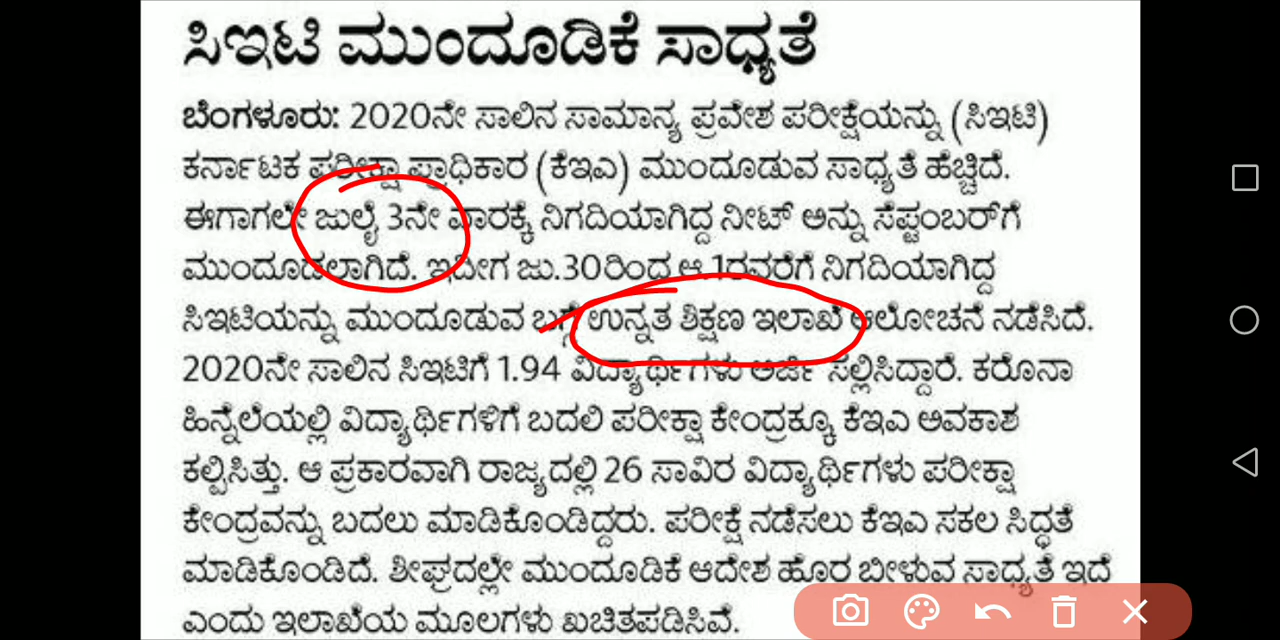 ಸಿಇಟಿ ಮುಂದೂಡಿಕೆ ಸಾಧ್ಯತೆ
ಬೆಂಗಳೂರು: 2020ನೇ ಸಾಲಿನ ಸಾಮಾನ್ಯ ಪ್ರವೇಶ ಪರೀಕ್ಷೆಯನ್ನು (ಸಿಇಟಿ)
ಕರ್ನಾಟಕ ಪರೀಕ್ಷಾ ಪ್ರಾಧಿಕಾರ (ಕೆಇಎ) ಮುಂದೂಡುವ ಸಾಧ್ಯತೆ ಹೆಚ್ಚಿದೆ.
ಈಗಾಗಲೇ ಜುಲೈ 3ನೇ ವಾರಕ್ಕೆ ನಿಗದಿಯಾಗಿದ್ದ ನೀಟ್ ಅನ್ನು ಸೆಪ್ಟಂಬರ್‌ಗೆ
ಮುಂದೂಡಲಾಗಿದೆ. ಇದೀಗ ಜು.30ರಿಂದ ಆ.1ರವರೆಗೆ ನಿಗದಿಯಾಗಿದ್ದ
ಸಿಇಟಿಯನ್ನು ಮುಂದೂಡುವ ಬಗ್ಗೆ ಉನ್ನತ ಶಿಕ್ಷಣ ಇಲಾಖೆ ಆಲೋಚನೆ ನಡೆಸಿದೆ.
2020ನೇ ಸಾಲಿನ ಸಿಇಟಿಗೆ 1.94 ವಿದ್ಯಾರ್ಥಿಗಳು ಅರ್ಜಿ ಸಲ್ಲಿಸಿದ್ದಾರೆ. ಕರೊನಾ
ಹಿನ್ನೆಲೆಯಲ್ಲಿ ವಿದ್ಯಾರ್ಥಿಗಳಿಗೆ ಬದಲಿ ಪರೀಕ್ಷಾ ಕೇಂದ್ರಕ್ಕೂ ಕೆಇಎ ಅವಕಾಶ
ಕಲ್ಪಿಸಿತ್ತು. ಆ ಪ್ರಕಾರವಾಗಿ ರಾಜ್ಯದಲ್ಲಿ 26 ಸಾವಿರ ವಿದ್ಯಾರ್ಥಿಗಳು ಪರೀಕ್ಷಾ
ಕೇಂದ್ರವನ್ನು ಬದಲು ಮಾಡಿಕೊಂಡಿದ್ದರು. ಪರೀಕ್ಷೆ ನಡೆಸಲು ಕೆಇಎ ಸಕಲ ಸಿದ್ಧತೆ
ಮಾಡಿಕೊಂಡಿದೆ. ಶೀಘ್ರದಲ್ಲೇ ಮುಂದೂಡಿಕೆ ಆದೇಶ ಹೊರ ಬೀಳುವ ಸಾಧ್ಯತೆ ಇದೆ
ಎಂದು ಇಲಾಖೆಯ ಮೂಲಗಳು ಖಚಿತಪಡಿಸಿವೆ.